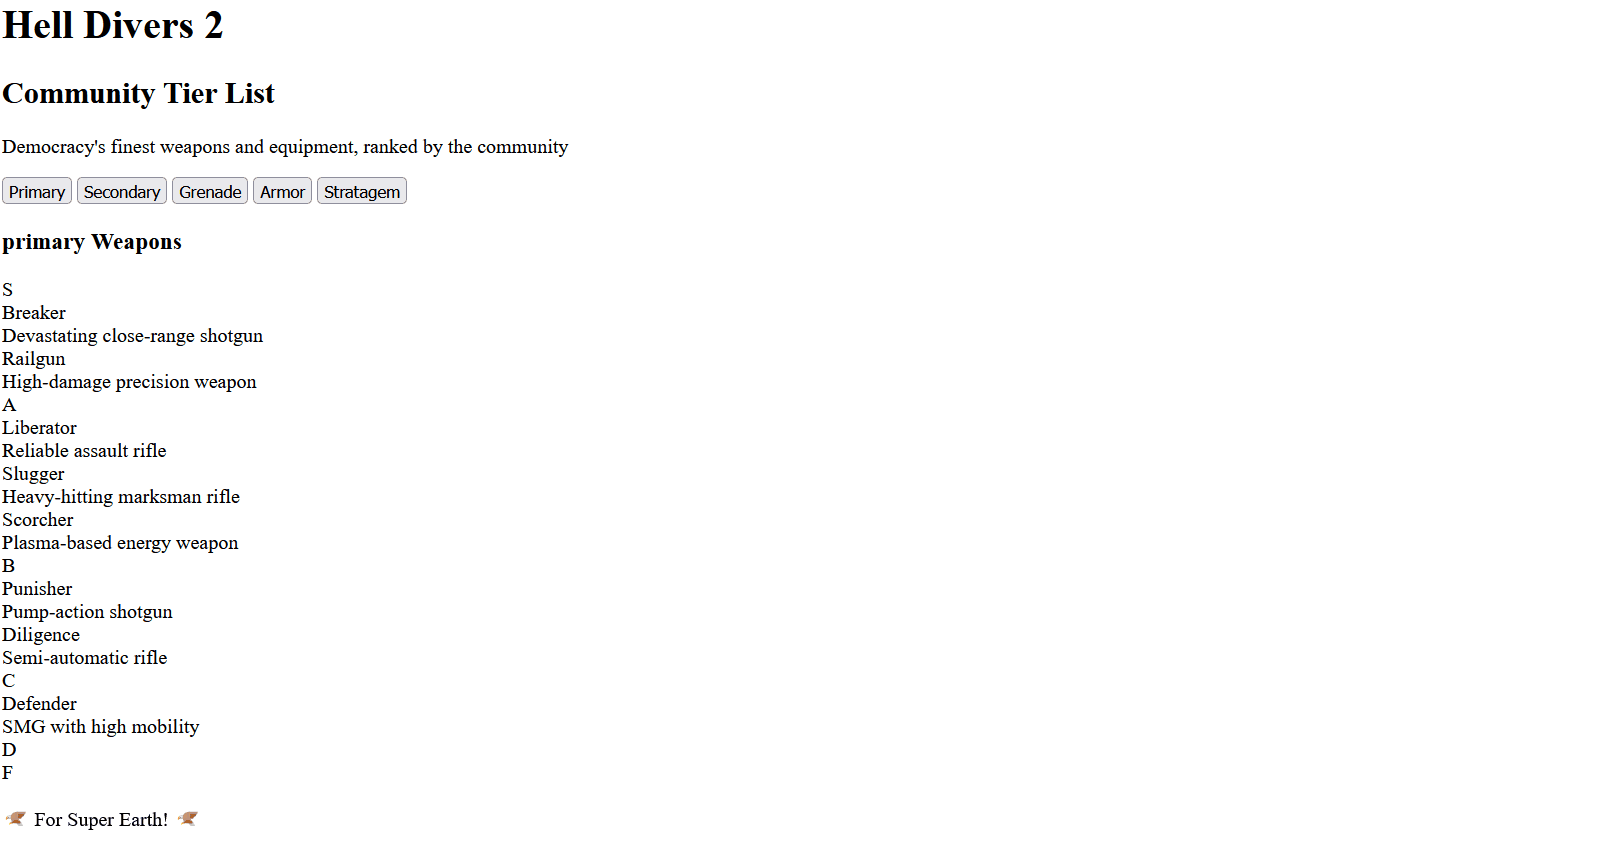 Hell Divers 2
Community Tier List
Democracy's finest weapons and equipment, ranked by the community
Primary Secondary Grenade Armor Stratagem
primary Weapons
S
Breaker
Devastating close-range shotgun
Railgun
High-damage precision weapon
A
Liberator
Reliable assault rifle
Slugger
Heavy-hitting marksman rifle
Scorcher
Plasma-based energy weapon
B
Punisher
Pump-action shotgun
Diligence
Semi-automatic rifle
C
Defender
SMG with high mobility
D
F
🦅 For Super Earth! 🦅